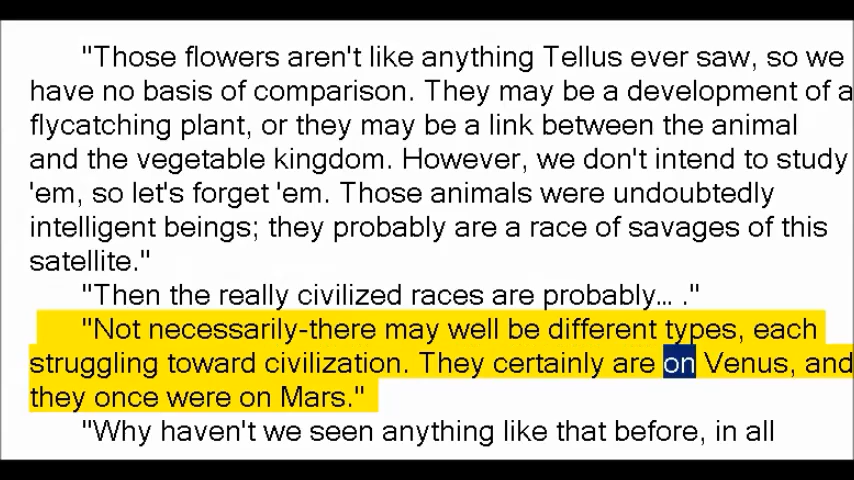 "Those flowers aren't like anything Tellus ever saw, so we
have no basis of comparison. They may be a development of a
flycatching plant, or they may be a link between the animal
and the vegetable kingdom. However, we don't intend to study
'em, so let's forget 'em. Those animals were undoubtedly
intelligent beings; they probably are a race of savages of this
satellite."
"Then the really civilized races are probably... ."
"Not necessarily-there may well be different types, each
struggling toward civilization. They certainly are on Venus, and
they once were on Mars."
"Why haven't we seen anything like that before, in all